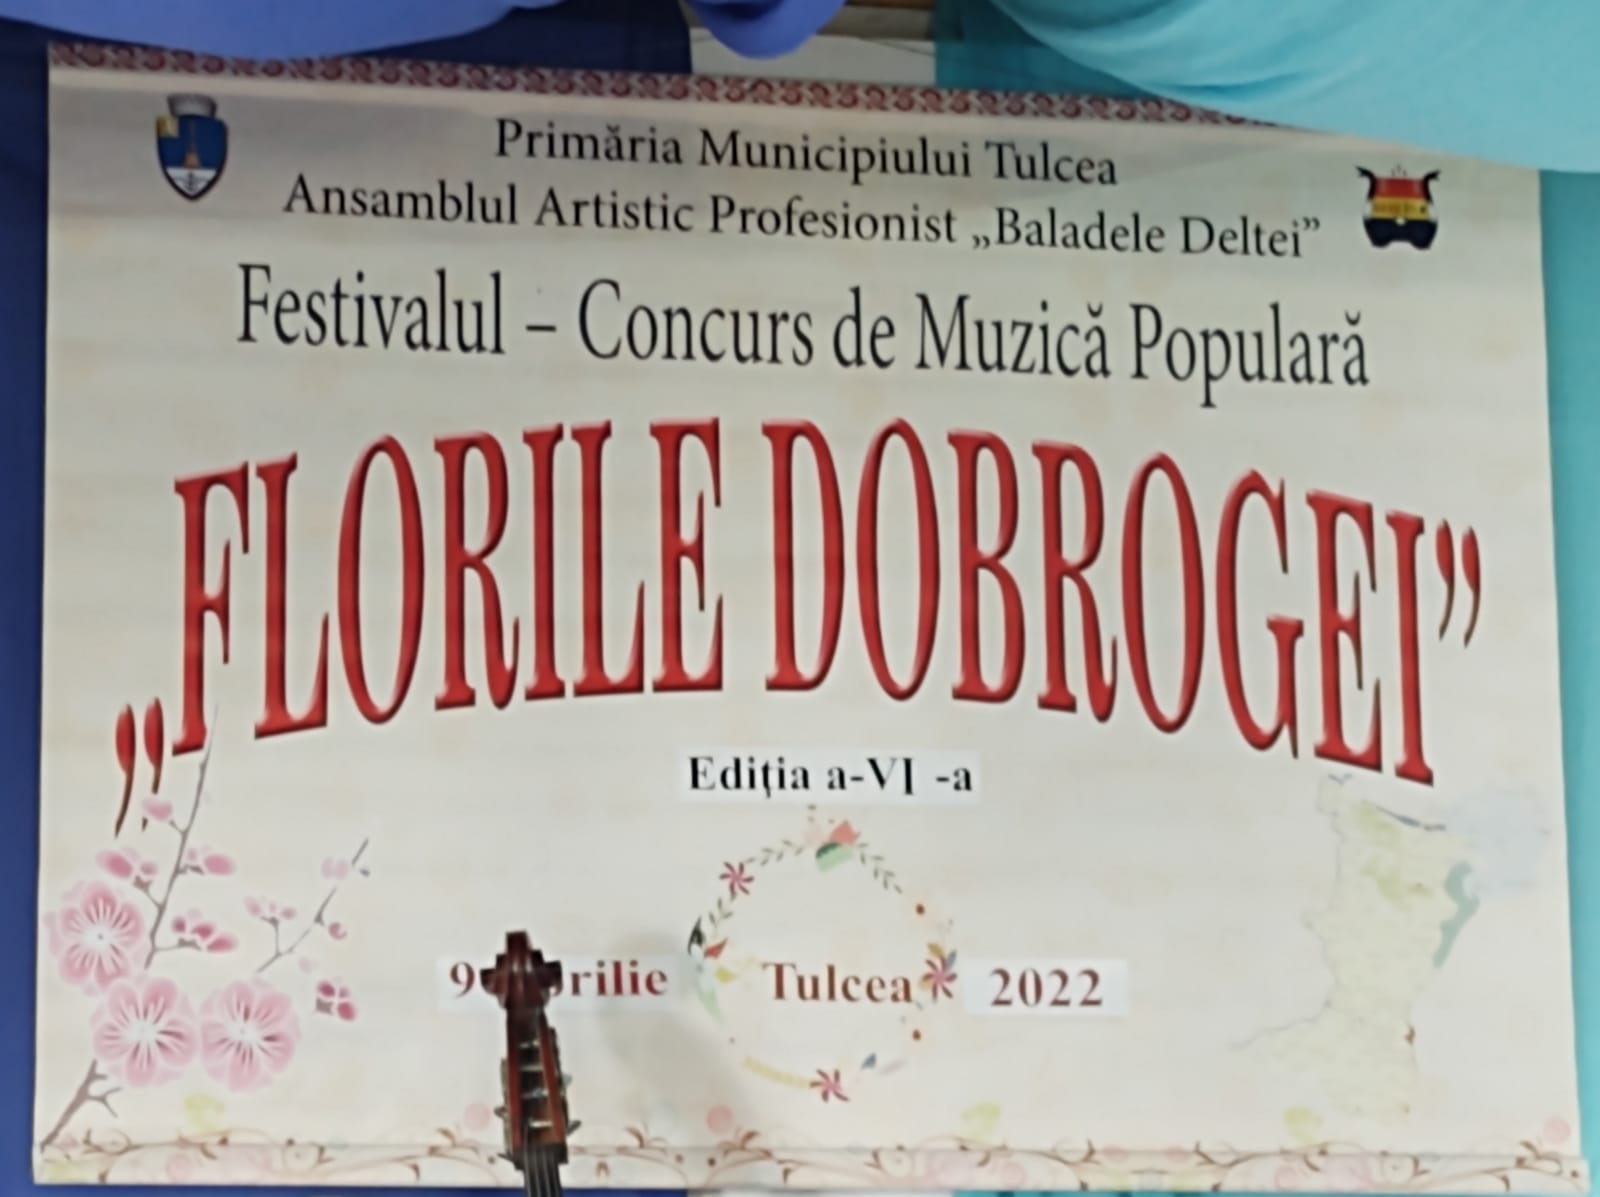 Primăria Municipiului Tulcea
Ansamblul Artistic Profesionist „Baladele Deltei”
Festivalul – Concurs de Muzică Populară
„FLORILE DOBROGEI”
Ediția a-VI -a
Tulcea 2022